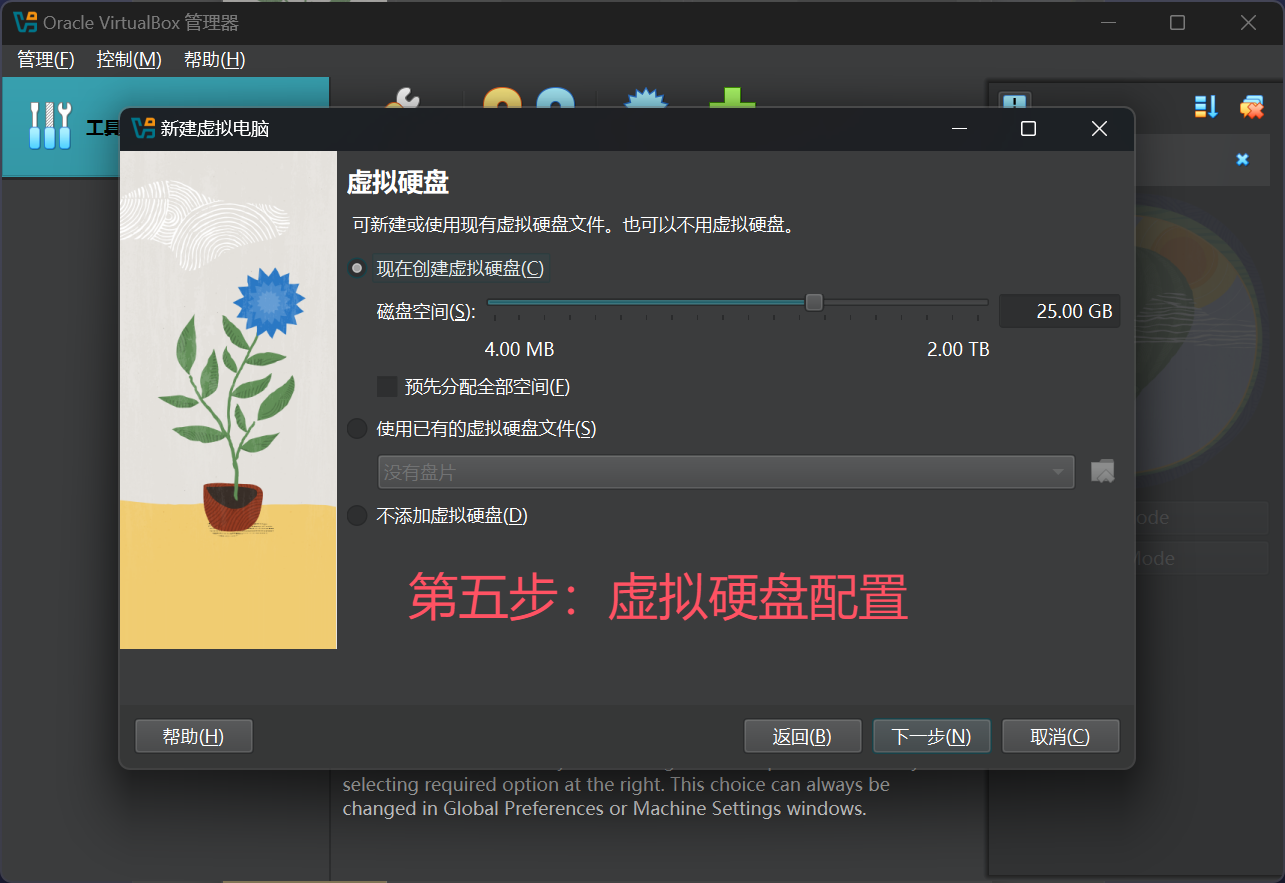 Oracle VirtualBox 管理器
管理(F) 控制(M) 帮助(H)
工具
新建虚拟电脑
虚拟硬盘
可新建或使用现有虚拟硬盘文件。也可以不用虚拟硬盘。
现在创建虚拟硬盘(C)
磁盘空间(S):
25.00 GB
4.00 MB 2.00 TB
预先分配全部空间(F)
使用已有的虚拟硬盘文件(S)
没有盘片
不添加虚拟硬盘(D)
第五步：虚拟硬盘配置
帮助(H) 返回(B) 下一步(N) 取消(C)
selecting required option at the right. This choice can always be
changed in Global Preferences or Machine Settings windows.